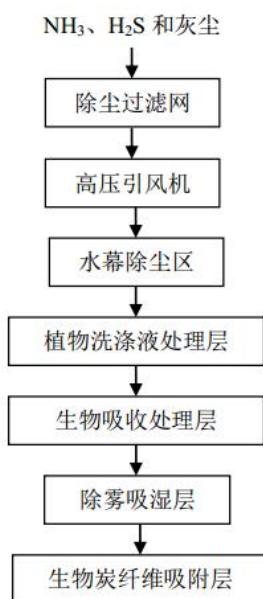 NH3、H2S 和灰尘
除尘过滤网
高压引风机
水幕除尘区
植物洗涤液处理层
生物吸收处理层
除雾吸湿层
生物炭纤维吸附层